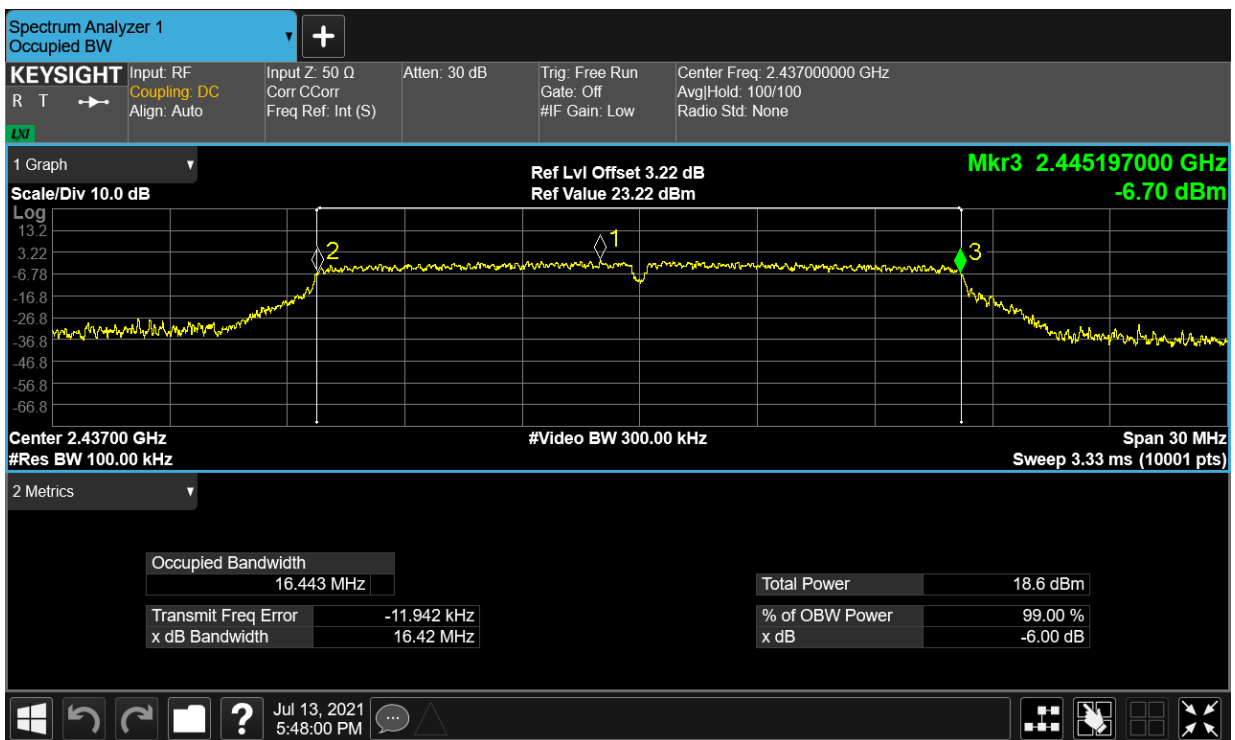 Spectrum Analyzer 1
Occupied BW
KEYSIGHT
R T
LXI
Input: RF
Coupling: DC
Align: Auto
Input Z: 50 Ω
Corr CCorr
Freq Ref: Int (S)
Atten: 30 dB
Trig: Free Run
Gate: Off
#IF Gain: Low
Center Freq: 2.437000000 GHz
Avg|Hold: 100/100
Radio Std: None
1 Graph
Scale/Div 10.0 dB
Ref Lvl Offset 3.22 dB
Ref Value 23.22 dBm
Mkr3 2.445197000 GHz
-6.70 dBm
Log
13.2
3.22
-6.78
-16.8
-26.8
-36.8
-46.8
-56.8
-66.8
2
1
3
Center 2.43700 GHz
#Video BW 300.00 kHz
Span 30 MHz
#Res BW 100.00 kHz
Sweep 3.33 ms (10001 pts)
2 Metrics
Occupied Bandwidth
16.443 MHz
Total Power 18.6 dBm
Transmit Freq Error -11.942 kHz
% of OBW Power 99.00 %
x dB Bandwidth 16.42 MHz
x dB -6.00 dB
Jul 13, 2021
5:48:00 PM